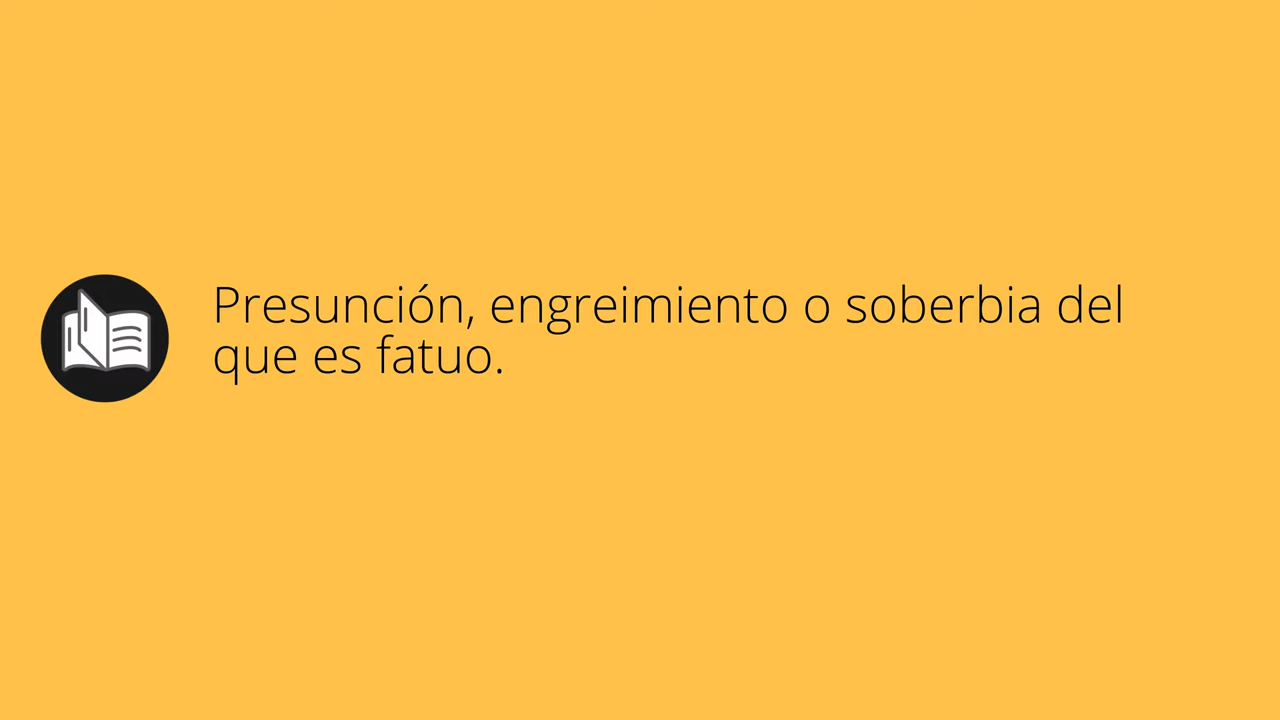 Presunción, engreimiento o soberbia del
que es fatuo.